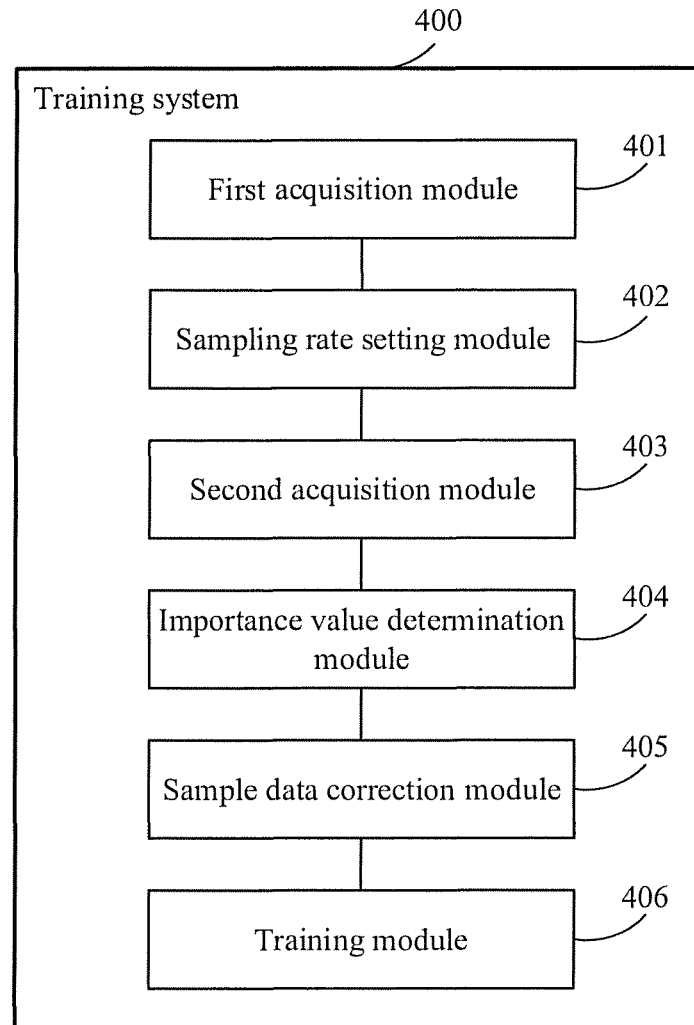 400
Training system
401
First acquisition module
402
Sampling rate setting module
403
Second acquisition module
404
Importance value determination
module
405
Sample data correction module
406
Training module